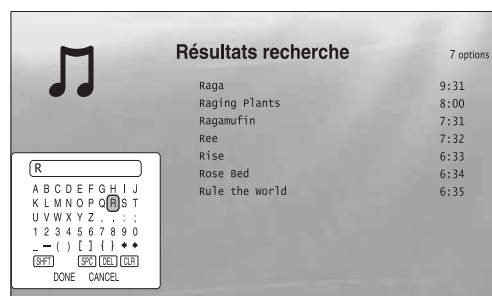 Résultats recherche 7 options
Raga 9:31
Raging Plants 8:00
Ragamufin 7:31
Ree 7:32
Rise 6:33
Rose Bed 6:34
Rule the World 6:35
R
A B C D E F G H I J
K L M N O P Q R S T
U V W X Y Z , . : ;
1 2 3 4 5 6 7 8 9 0
_ – ( ) [ ] { }
SHFT SPC DEL CLR
DONE CANCEL